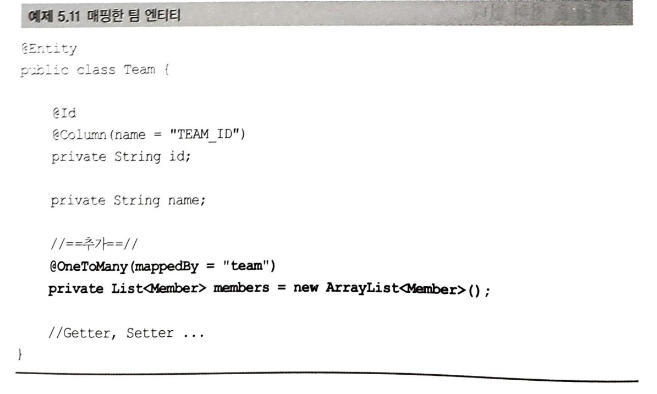 예제 5.11 매핑한 팀 엔티티
@Entity
public class Team {
@Id
@Column(name = "TEAM_ID")
private String id;
private String name;
//==추가==//
@OneToMany(mappedBy = "team")
private List<Member> members = new ArrayList<Member>();
//Getter, Setter ...
}